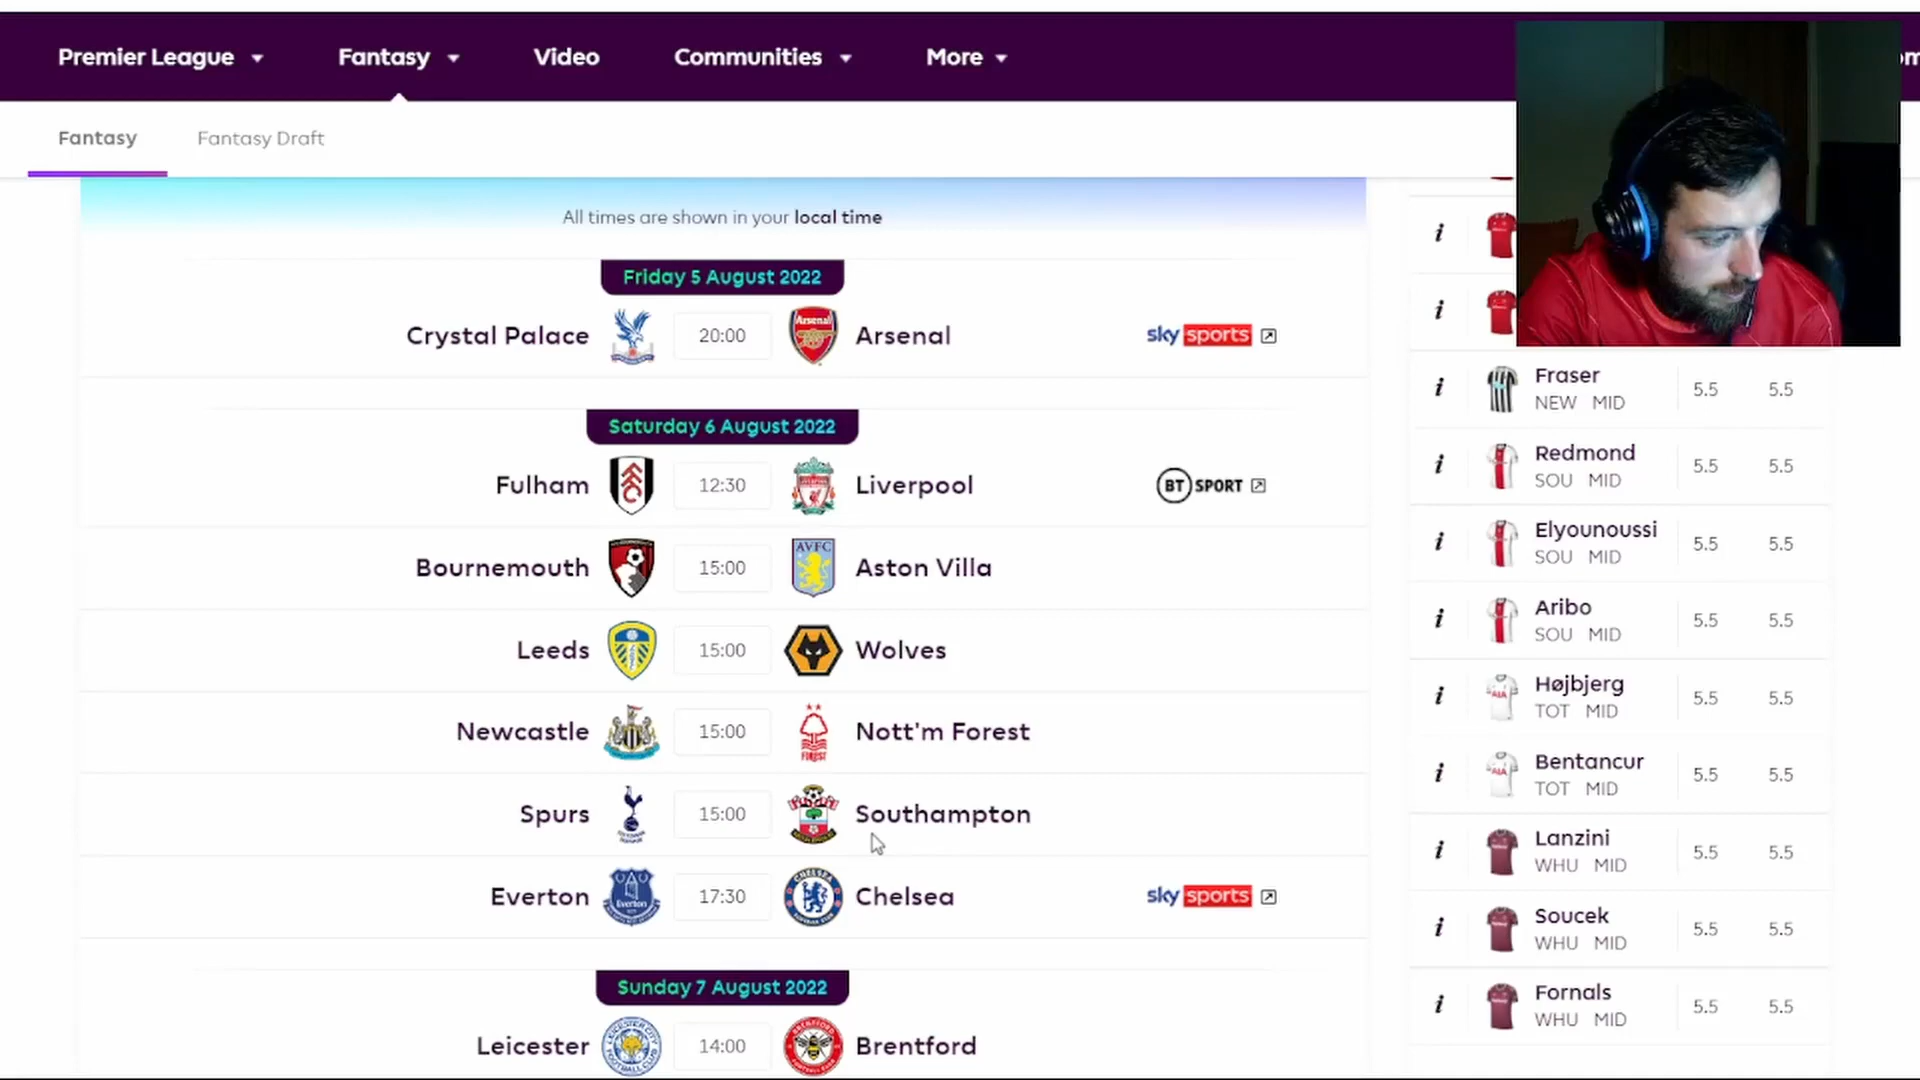 Premier League
Fantasy
Video
Communities
More
Fantasy
Fantasy Draft
All times are shown in your local time
Friday 5 August 2022
Crystal Palace 20:00 Arsenal sky sports
Saturday 6 August 2022
Fulham 12:30 Liverpool BT SPORT
Bournemouth 15:00 AVFC Aston Villa
Leeds 15:00 Wolves
Newcastle 15:00 FOREST Nott'm Forest
Spurs 15:00 Southampton
Everton 17:30 Chelsea sky sports
Sunday 7 August 2022
Leicester 14:00 Brentford
i
i
i Fraser 5.5 5.5
NEW MID
i Redmond 5.5 5.5
SOU MID
i Elyounoussi 5.5 5.5
SOU MID
i Aribo 5.5 5.5
SOU MID
i Højbjerg 5.5 5.5
TOT MID
i Bentancur 5.5 5.5
TOT MID
i Lanzini 5.5 5.5
WHU MID
i Soucek 5.5 5.5
WHU MID
i Fornals 5.5 5.5
WHU MID